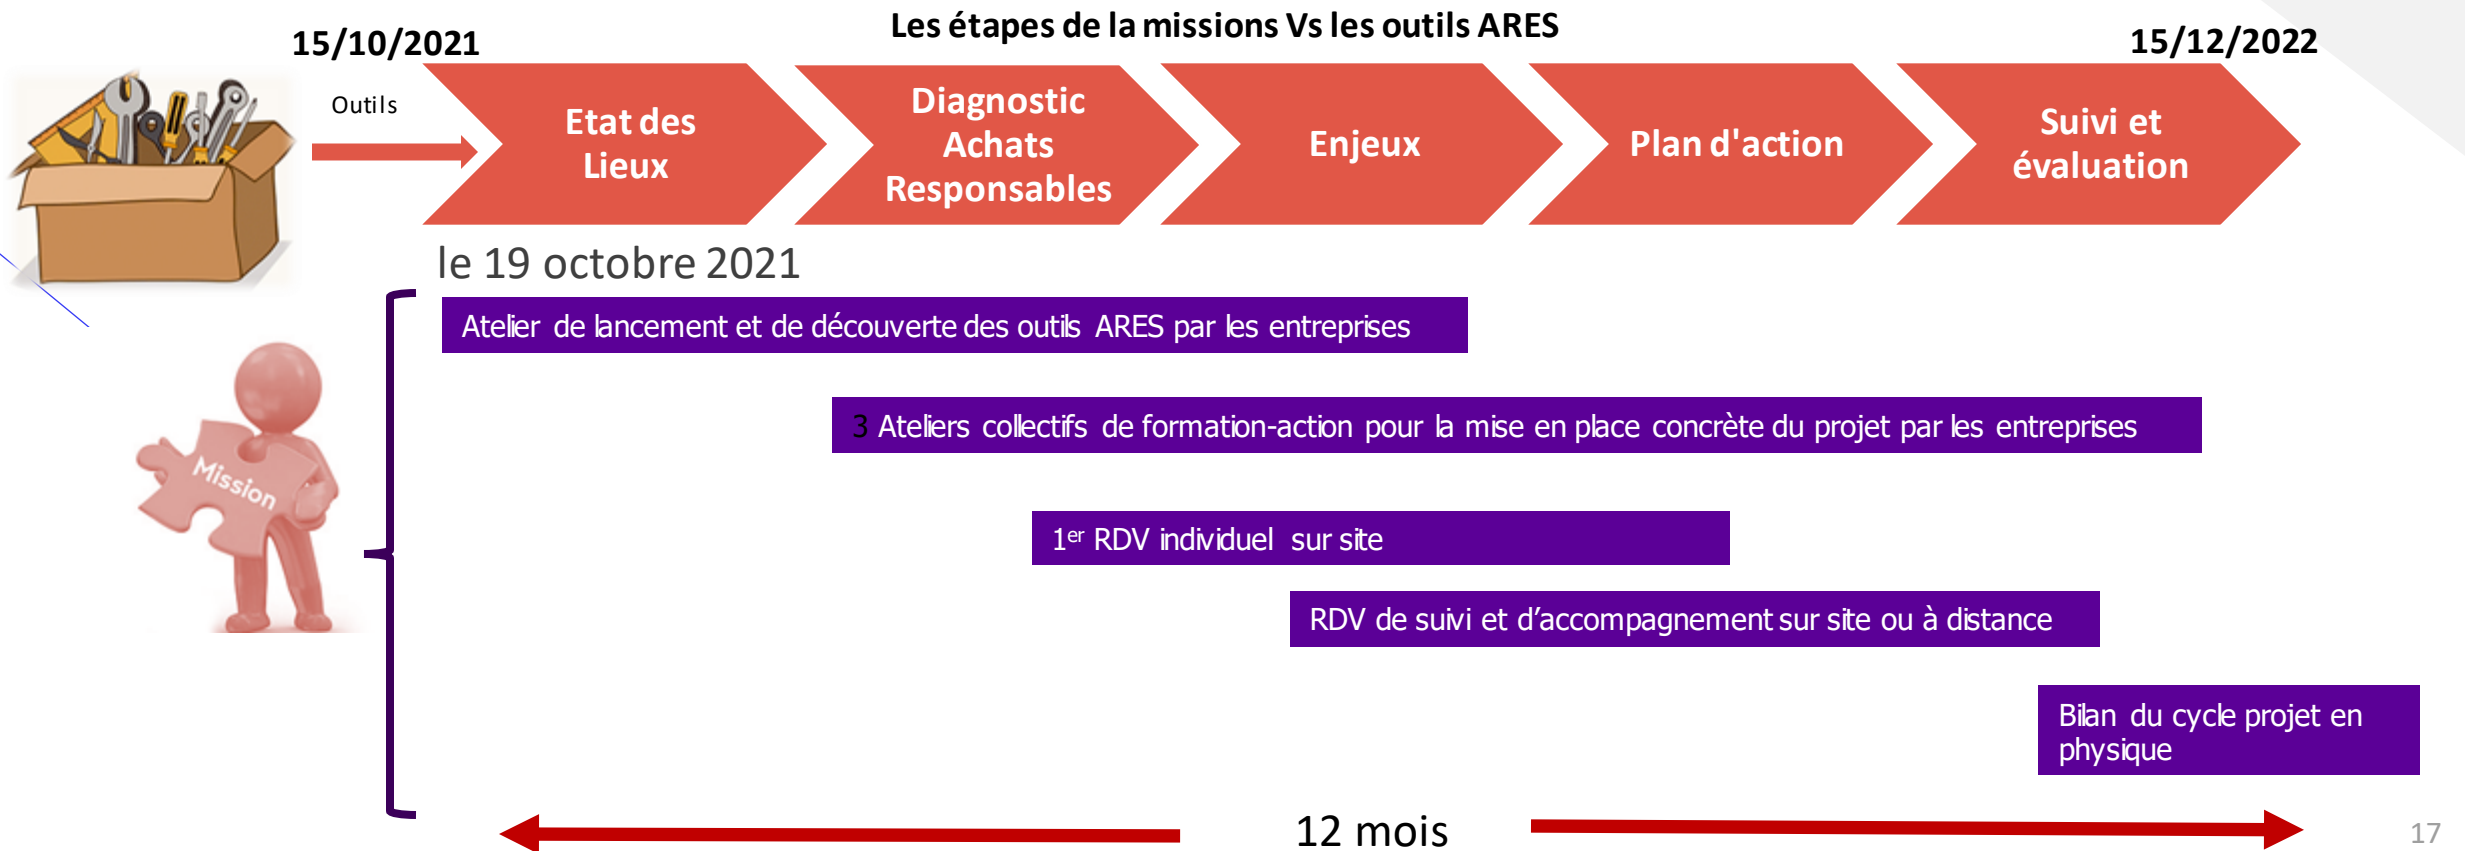 Les étapes de la missions Vs les outils ARES
15/10/2021
15/12/2022
Outils
Etat des
Lieux
Diagnostic
Achats
Responsables
Enjeux
Plan d'action
Suivi et
évaluation
le 19 octobre 2021
Atelier de lancement et de découverte des outils ARES par les entreprises
3 Ateliers collectifs de formation-action pour la mise en place concrète du projet par les entreprises
Mission
1er RDV individuel sur site
RDV de suivi et d’accompagnement sur site ou à distance
Bilan du cycle projet en
physique
12 mois
17